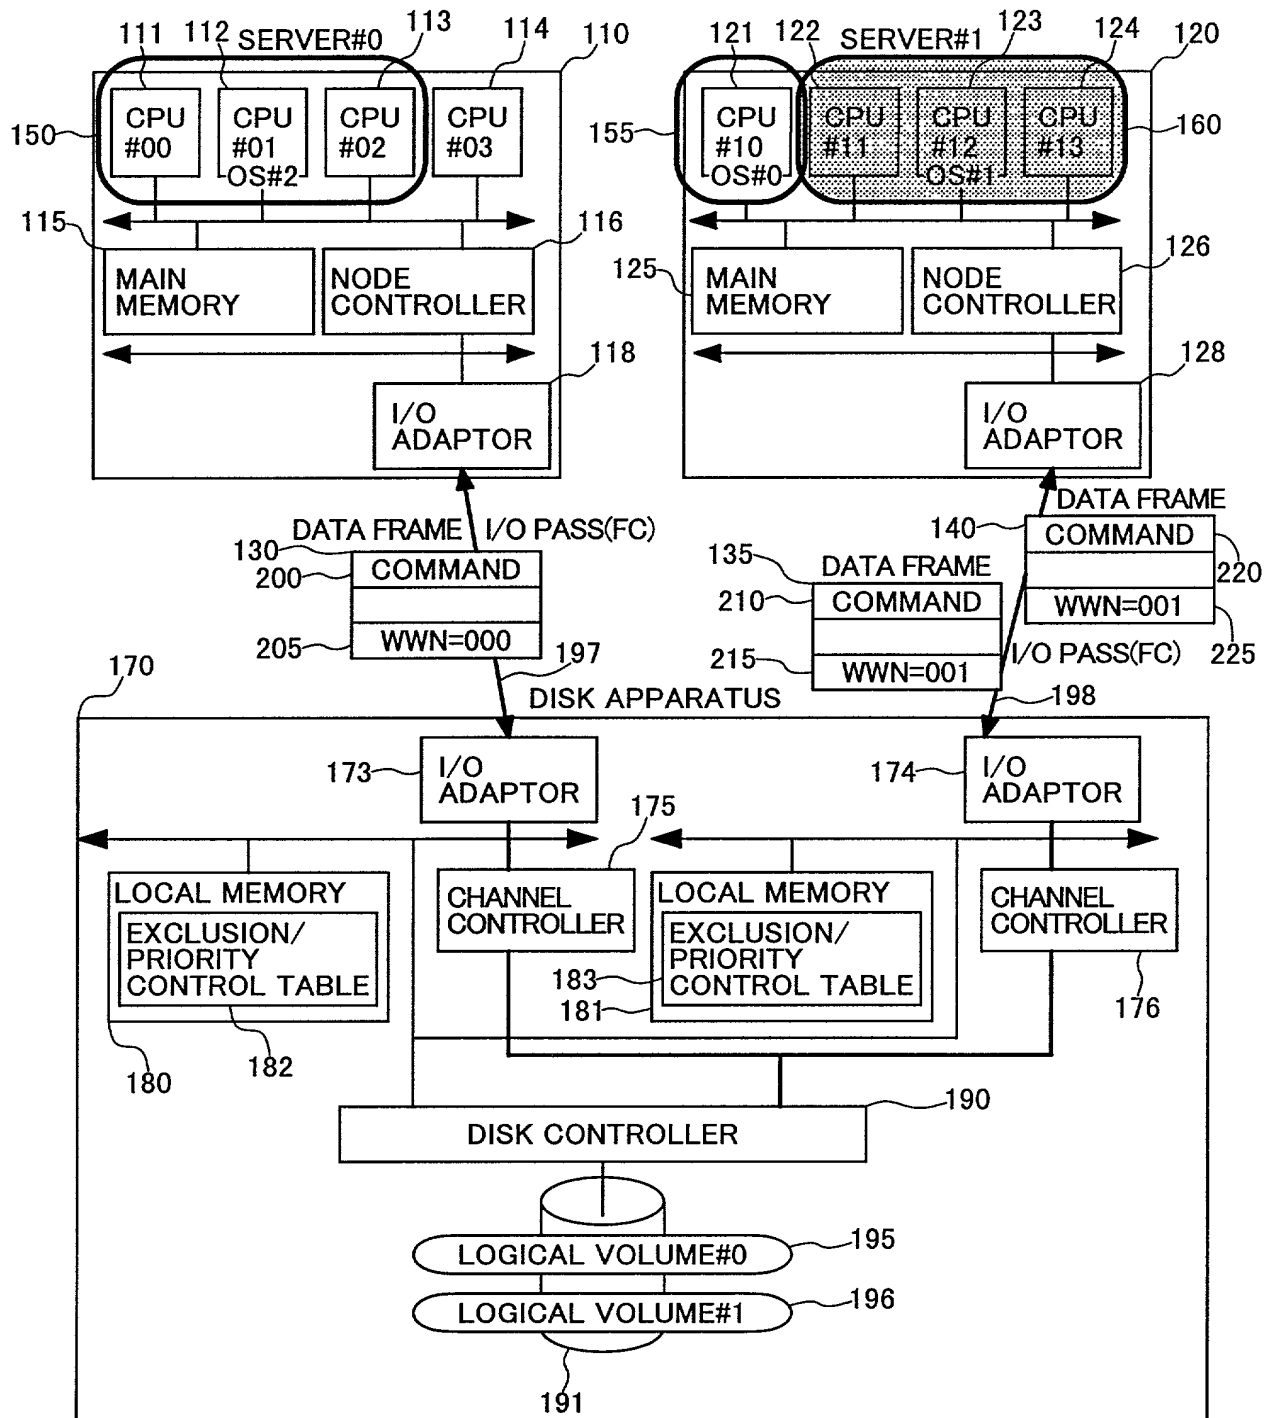 111
112
SERVER#0
113
114
110
121
122
SERVER#1
123
124
120
150
CPU
#00
CPU
#01
OS#2
CPU
#02
CPU
#03
155
CPU
#10
OS#0
CPU
#11
CPU
#12
OS#1
CPU
#13
160
115
116
MAIN
MEMORY
NODE
CONTROLLER
125
126
MAIN
MEMORY
NODE
CONTROLLER
118
I/O
ADAPTOR
128
I/O
ADAPTOR
DATA FRAME
I/O PASS(FC)
130
200
COMMAND
205
WWN=000
197
DATA FRAME
140
COMMAND
220
WWN=001
225
135
DATA FRAME
210
COMMAND
215
WWN=001
I/O PASS(FC)
198
170
DISK APPARATUS
173
I/O
ADAPTOR
174
I/O
ADAPTOR
175
LOCAL MEMORY
EXCLUSION/
PRIORITY
CONTROL TABLE
CHANNEL
CONTROLLER
LOCAL MEMORY
EXCLUSION/
PRIORITY
CONTROL TABLE
183
181
CHANNEL
CONTROLLER
176
180
182
190
DISK CONTROLLER
LOGICAL VOLUME#0
195
LOGICAL VOLUME#1
196
191